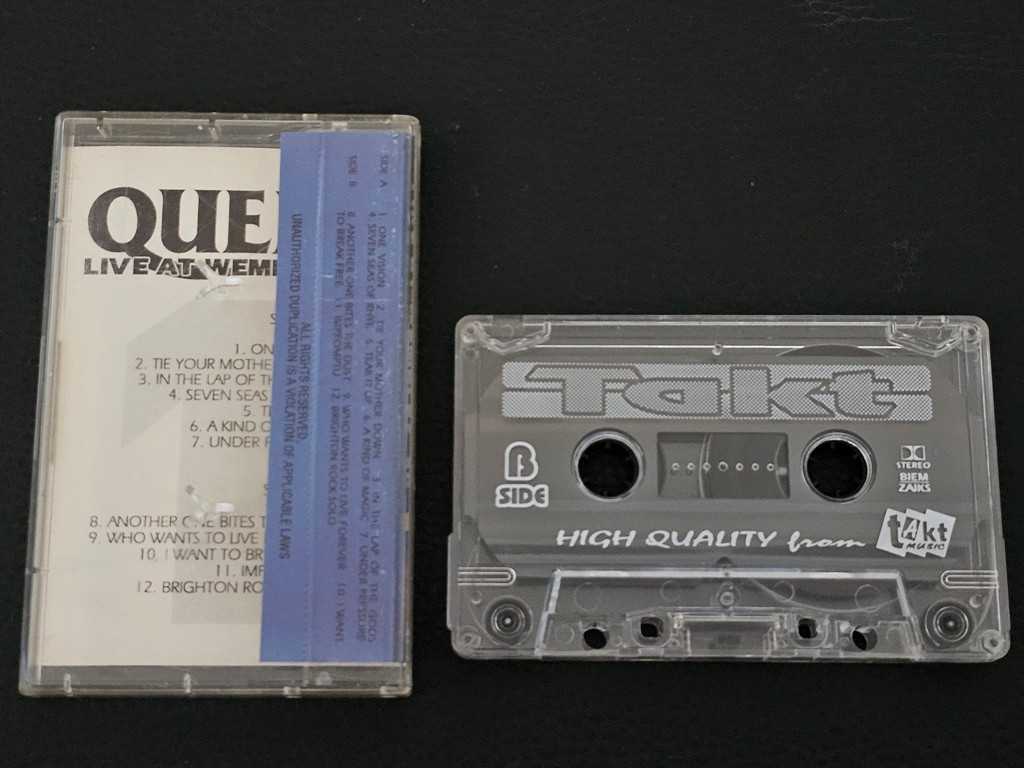 QUE
LIVE AT WEM
1. ON
2. TIE YOUR MOTHE
3. IN THE LAP OF TH
4. SEVEN SEAS
5. T
6. A KIND O
7. UNDER P
8. ANOTHER ONE BITES T
9. WHO WANTS TO LIVE
10. I WANT TO BR
11. IMP
12. BRIGHTON RO
SIDE A 1. ONE VISION 2. TIE YOUR MOTHER DOWN 3. IN THE LAP OF THE GODS
4. SEVEN SEAS OF RHYE 5. TEAR IT UP 6. A KIND OF MAGIC 7. UNDER PRESSURE
SIDE B 8. ANOTHER ONE BITES THE DUST 9. WHO WANTS TO LIVE FOREVER 10. I WANT
TO BREAK FREE 11. IMPROMPTU 12. BRIGHTON ROCK SOLO
ALL RIGHTS RESERVED.
UNAUTHORIZED DUPLICATION IS A VIOLATION OF APPLICABLE LAWS
Takt
B
SIDE
STEREO
BIEM
ZAIKS
HIGH QUALITY from
takt
MUSIC